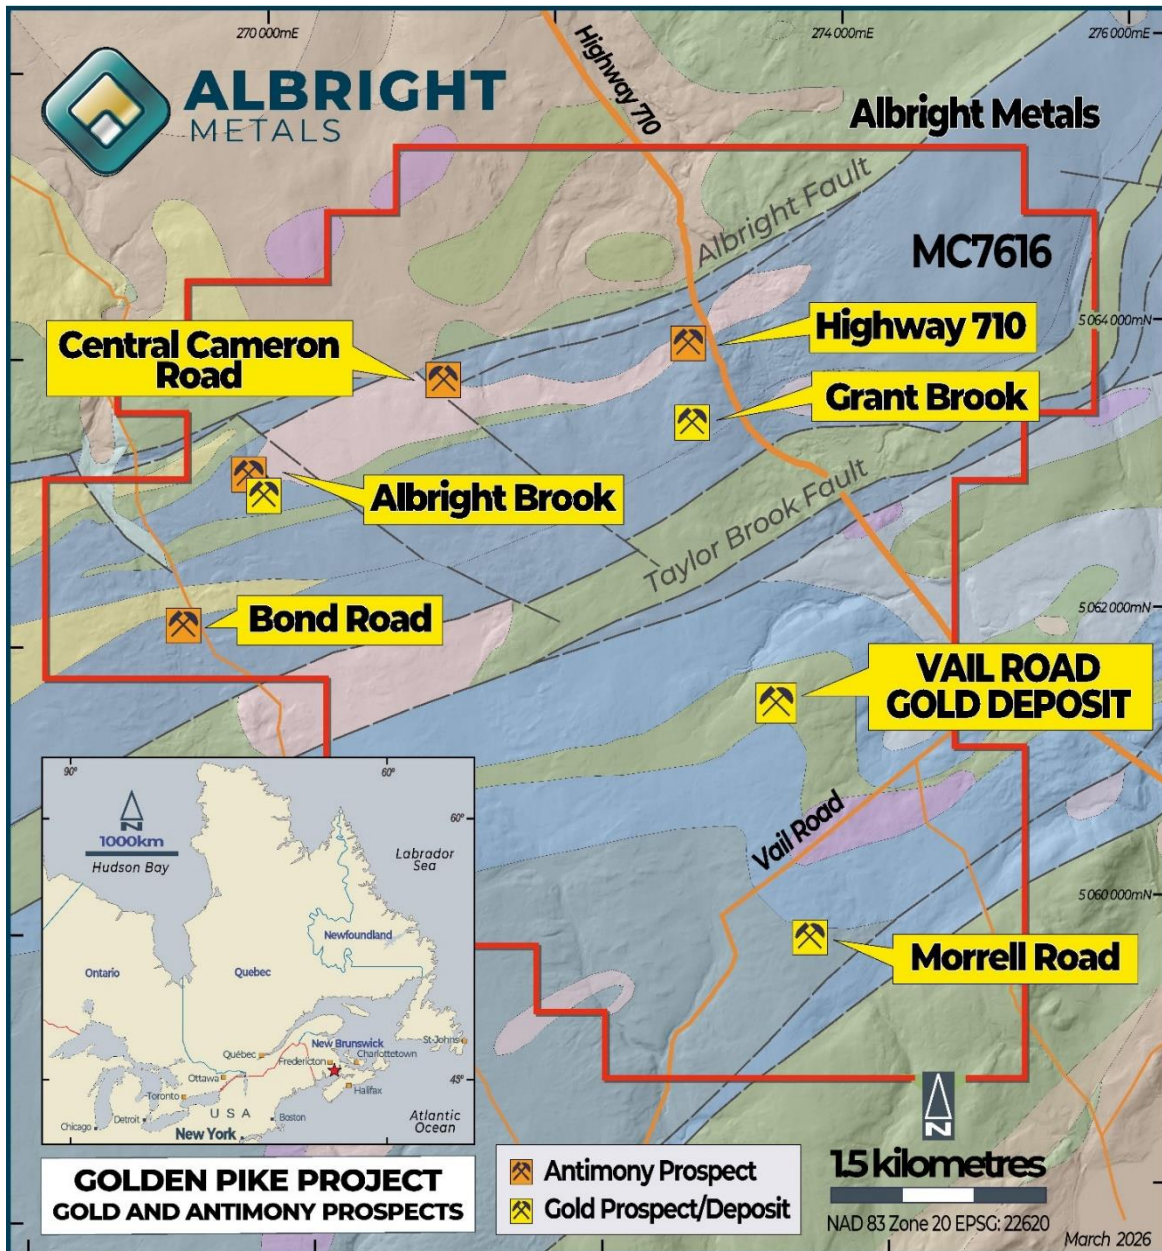 270 000mE
274 000mE
276 000mE
ALBRIGHT
METALS
Highway 710
Albright Metals
Albright Fault
MC7616
5 064 000mN
Central Cameron
Road
Highway 710
Grant Brook
Albright Brook
Taylor Brook Fault
5 062 000mN
Bond Road
VAIL ROAD
GOLD DEPOSIT
Vail Road
5 060 000mN
Morrell Road
90°
60°
N
1000km
60°
Hudson Bay
Labrador
Sea
Newfoundland
Ontario
Quebec
New Brunswick
St-Johns
Québec
Fredericton
Charlottetown
Ottawa
45°
Halifax
Toronto
USA
Boston
Atlantic
Ocean
Chicago
Detroit
New York
GOLDEN PIKE PROJECT
GOLD AND ANTIMONY PROSPECTS
Antimony Prospect
Gold Prospect/Deposit
N
1.5 kilometres
NAD 83 Zone 20 EPSG: 22620
March 2026